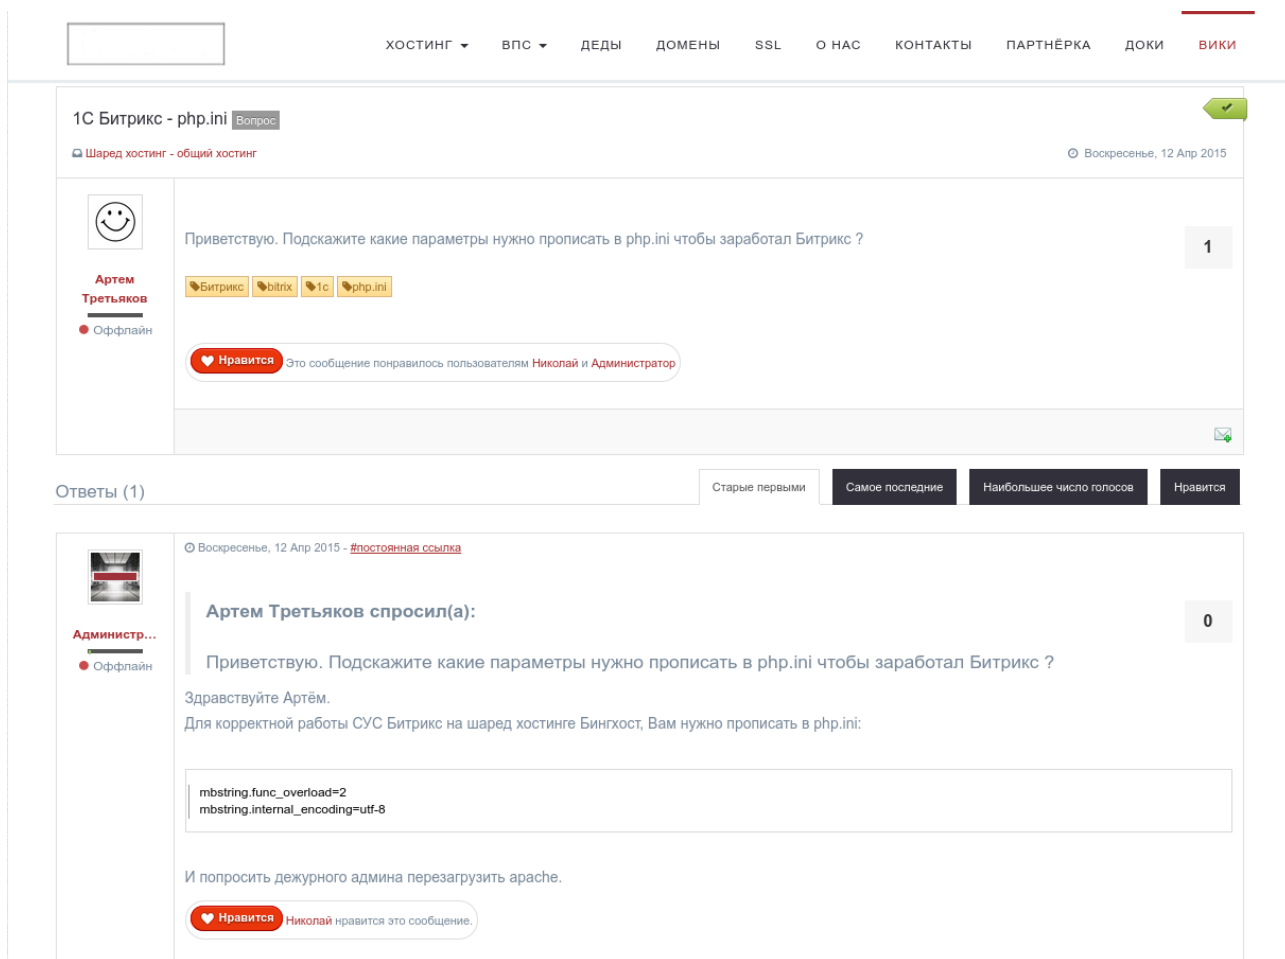 ХОСТИНГ ВПС ДЕДЫ ДОМЕНЫ SSL О НАС КОНТАКТЫ ПАРТНЁРКА ДОКИ ВИКИ
1С Битрикс - php.ini Вопрос
Шаред хостинг - общий хостинг
Воскресенье, 12 Апр 2015
Приветствую. Подскажите какие параметры нужно прописать в php.ini чтобы заработал Битрикс ?
1
Артем
Третьяков
Оффлайн
Битрикс bitrix 1c php.ini
Нравится Это сообщение понравилось пользователям Николай и Администратор
Ответы (1)
Старые первыми Самое последние Наибольшее число голосов Нравится
Воскресенье, 12 Апр 2015 - #постоянная ссылка
Администр...
Оффлайн
Артем Третьяков спросил(а):
0
Приветствую. Подскажите какие параметры нужно прописать в php.ini чтобы заработал Битрикс ?
Здравствуйте Артём.
Для корректной работы СУС Битрикс на шаред хостинге Бингхост, Вам нужно прописать в php.ini:
mbstring.func_overload=2
mbstring.internal_encoding=utf-8
И попросить дежурного админа перезагрузить apache.
Нравится Николай нравится это сообщение.